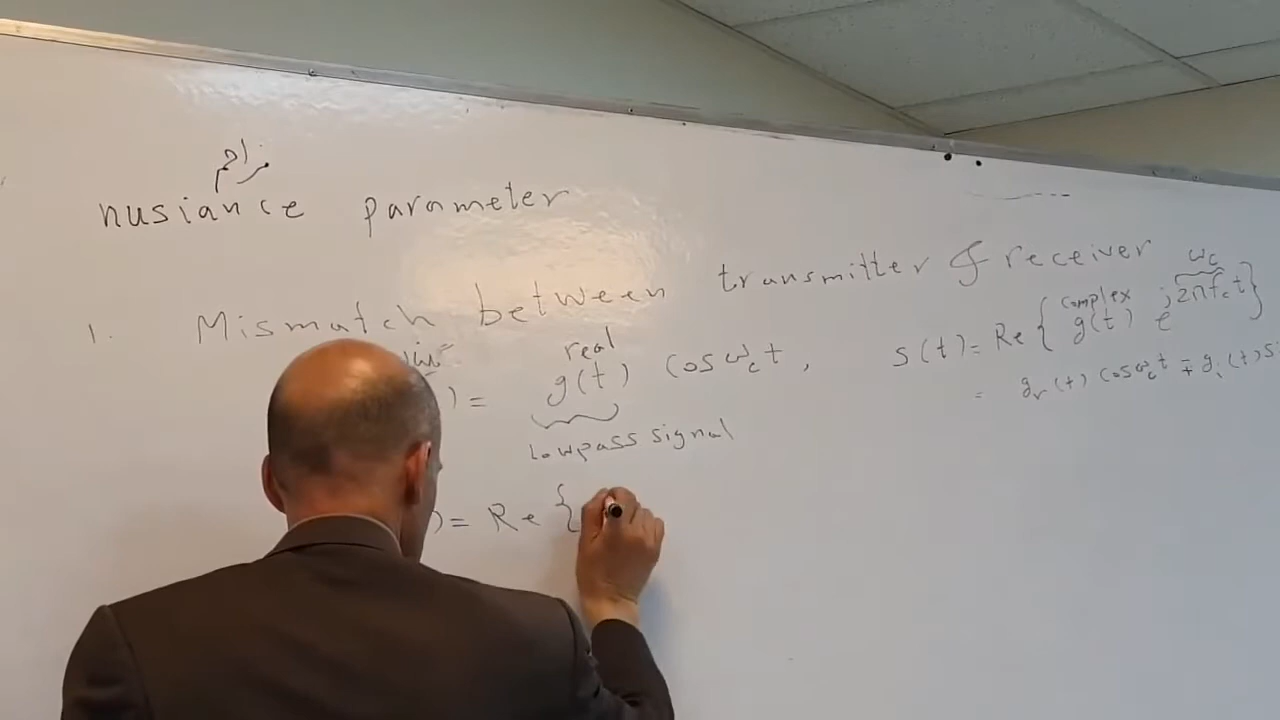 مزاحم
nusiance parameter
1. Mismatch between transmitter & receiver
real
) = g(t) cos ω_c t ,
Lowpass signal
ω_c
complex
s(t) = Re { g(t) e^{j 2πf_c t} }
= g_r(t) cos ω_c t ∓ g_i(t) s
) = Re {